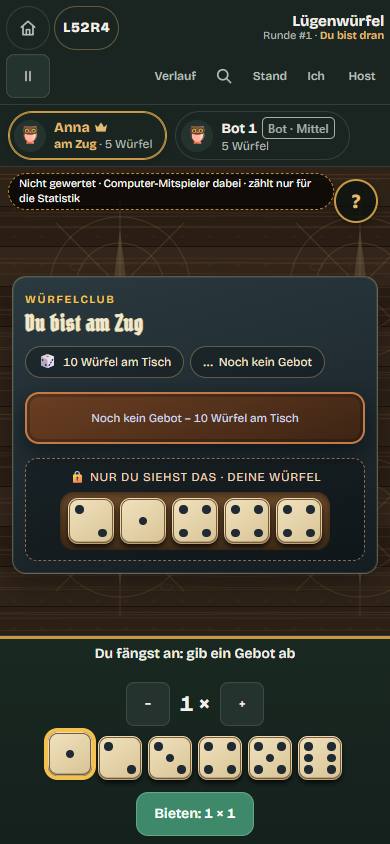 L52R4
Lügenwürfel
Runde #1 · Du bist dran
Verlauf
Stand
Ich
Host
Anna
am Zug · 5 Würfel
Bot 1
Bot · Mittel
5 Würfel
Nicht gewertet · Computer-Mitspieler dabei · zählt nur für
die Statistik
?
WÜRFELCLUB
Du bist am Zug
10 Würfel am Tisch
... Noch kein Gebot
Noch kein Gebot – 10 Würfel am Tisch
NUR DU SIEHST DAS · DEINE WÜRFEL
Du fängst an: gib ein Gebot ab
- 1 × +
Bieten: 1 × 1